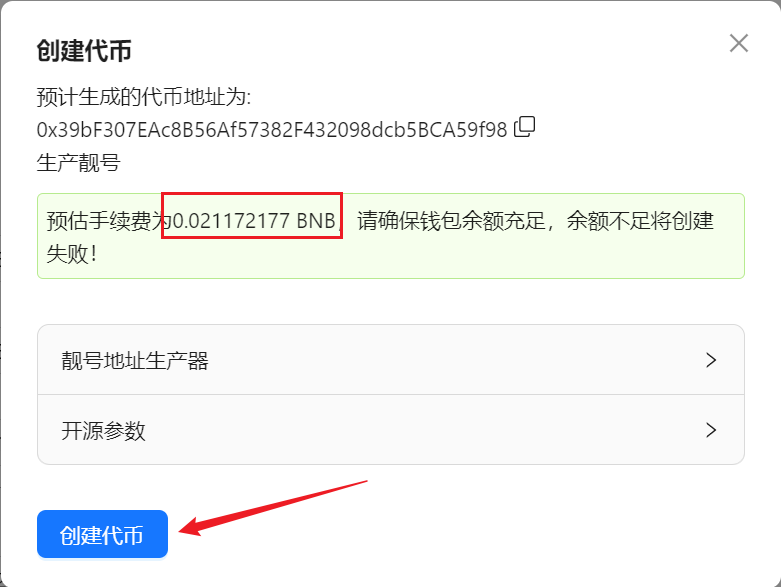 创建代币
预计生成的代币地址为:
0x39bF307EAc8B56Af57382F432098dcb5BCA59f98
生产靓号
预估手续费为0.021172177 BNB，请确保钱包余额充足，余额不足将创建
失败！
靓号地址生产器
开源参数
创建代币